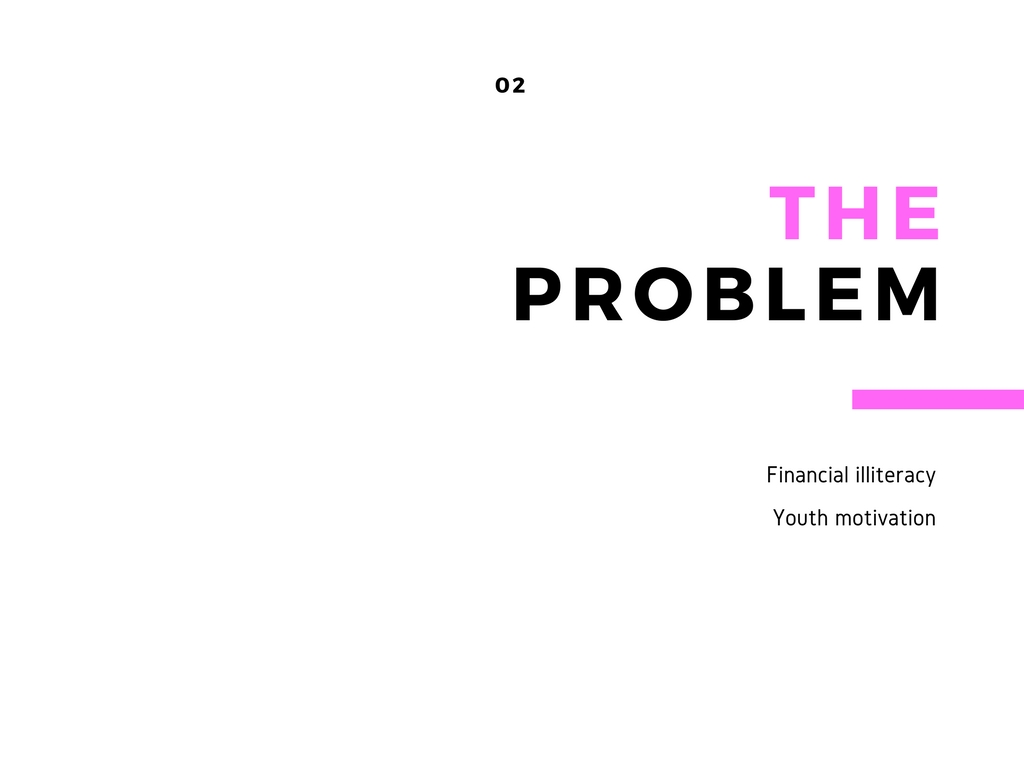 02
THE
PROBLEM
Financial illiteracy
Youth motivation